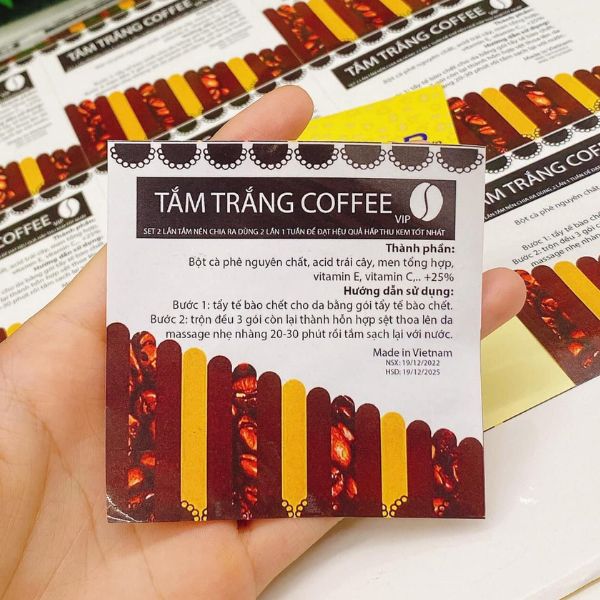 TẮM TRẮNG COFFEE
VIP
SET 2 LẦN TẮM NÊN CHIA RA DÙNG 2 LẦN 1 TUẦN ĐỂ ĐẠT HIỆU QUẢ HẤP THU KEM TỐT NHẤT
Thành phần:
Bột cà phê nguyên chất, acid trái cây, men tổng hợp,
vitamin E, vitamin C,.. +25%
Hướng dẫn sử dụng:
Bước 1: tẩy tế bào chết cho da bằng gói tẩy tế bào chết.
Bước 2: trộn đều 3 gói còn lại thành hỗn hợp sệt thoa lên da
massage nhẹ nhàng 20-30 phút rồi tắm sạch lại với nước.
Made in Vietnam
NSX: 19/12/2022
HSD: 19/12/2025
TẮM TRẮNG COFFEE
TẮM TRẮNG COFFEE
TẮM TRẮNG COFFEE